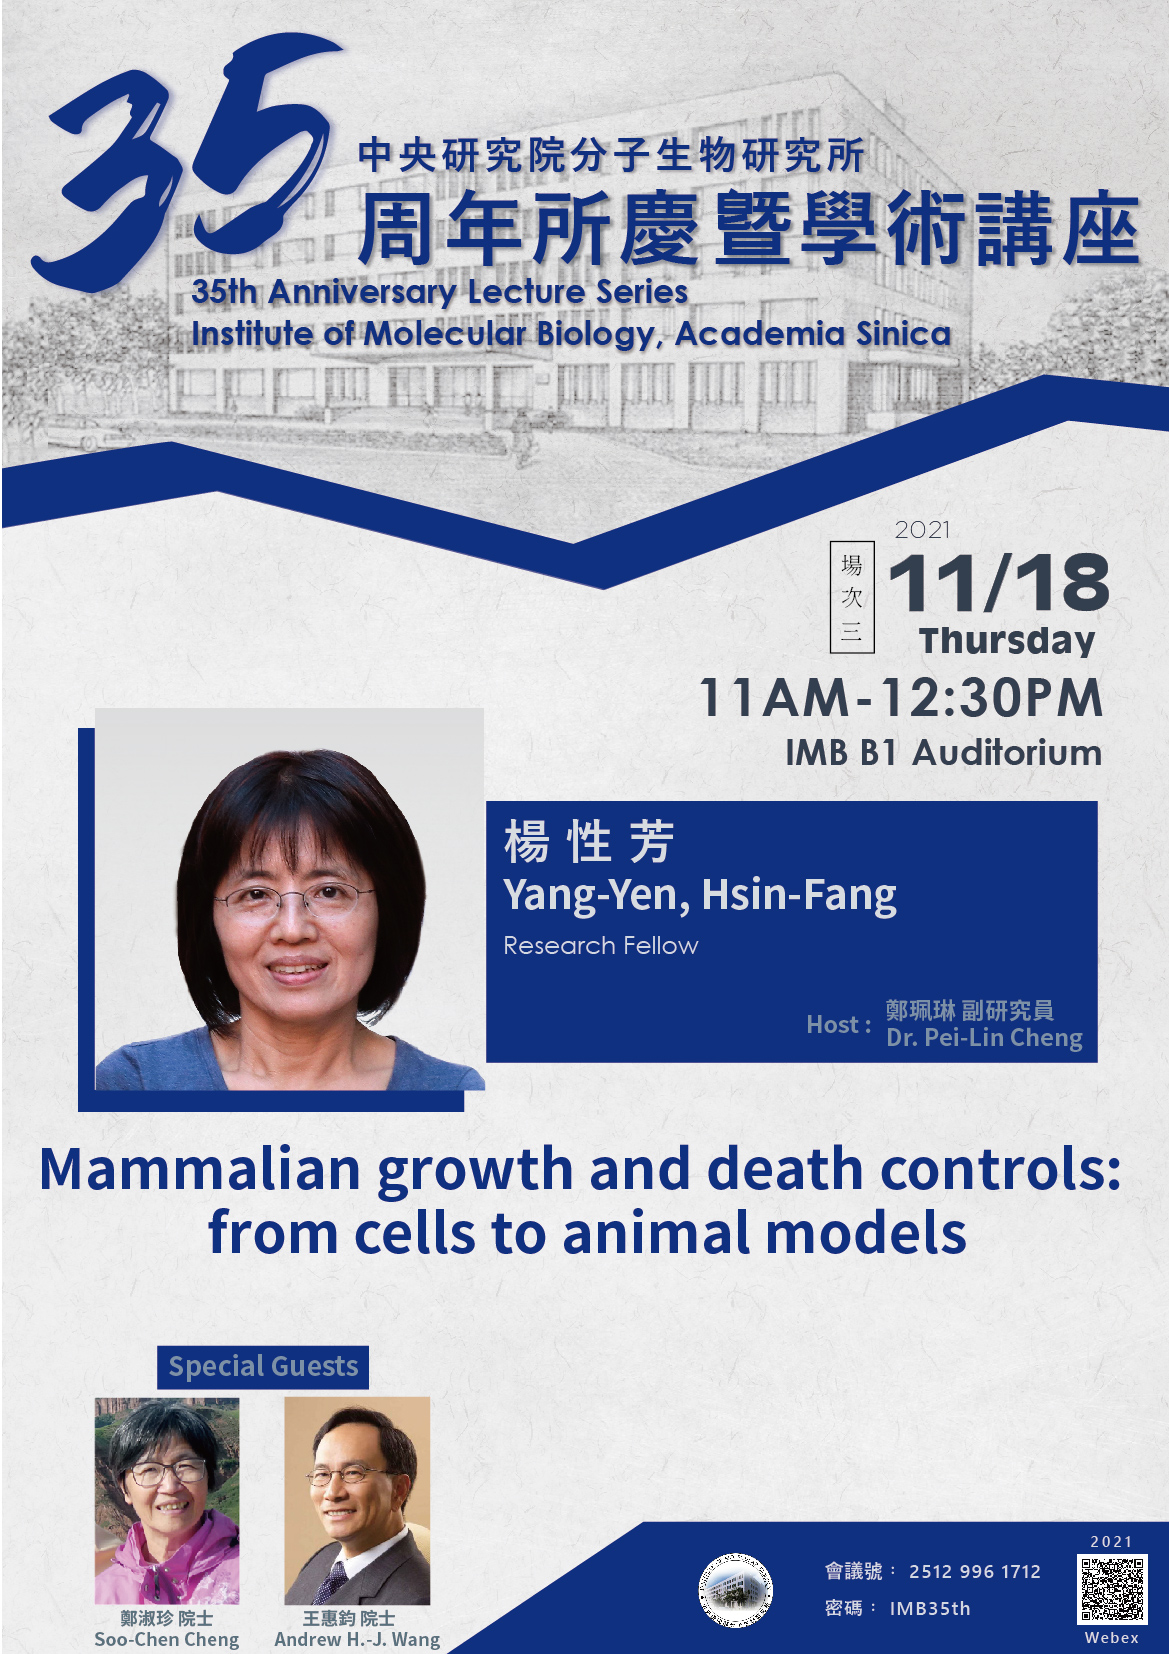 35
中央研究院分子生物研究所
周年所慶暨學術講座
35th Anniversary Lecture Series
Institute of Molecular Biology, Academia Sinica
場次三
2021
11/18
Thursday
11AM-12:30PM
IMB B1 Auditorium
楊性芳
Yang-Yen, Hsin-Fang
Research Fellow
Host :
鄭珮琳 副研究員
Dr. Pei-Lin Cheng
Mammalian growth and death controls:
from cells to animal models
Special Guests
鄭淑珍 院士
Soo-Chen Cheng
王惠鈞 院士
Andrew H.-J. Wang
會議號： 2512 996 1712
密碼： IMB35th
2021
Webex